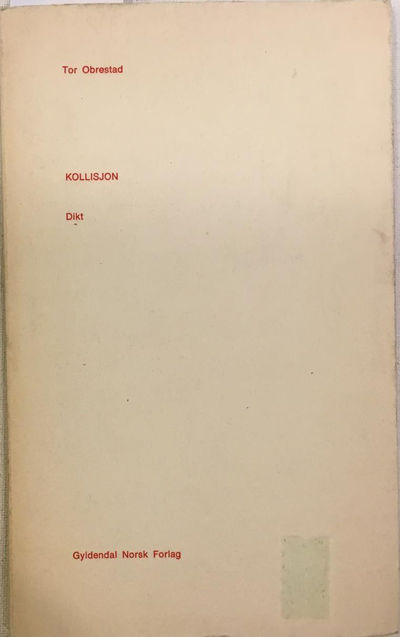 Tor Obrestad
KOLLISJON
Dikt
Gyldendal Norsk Forlag